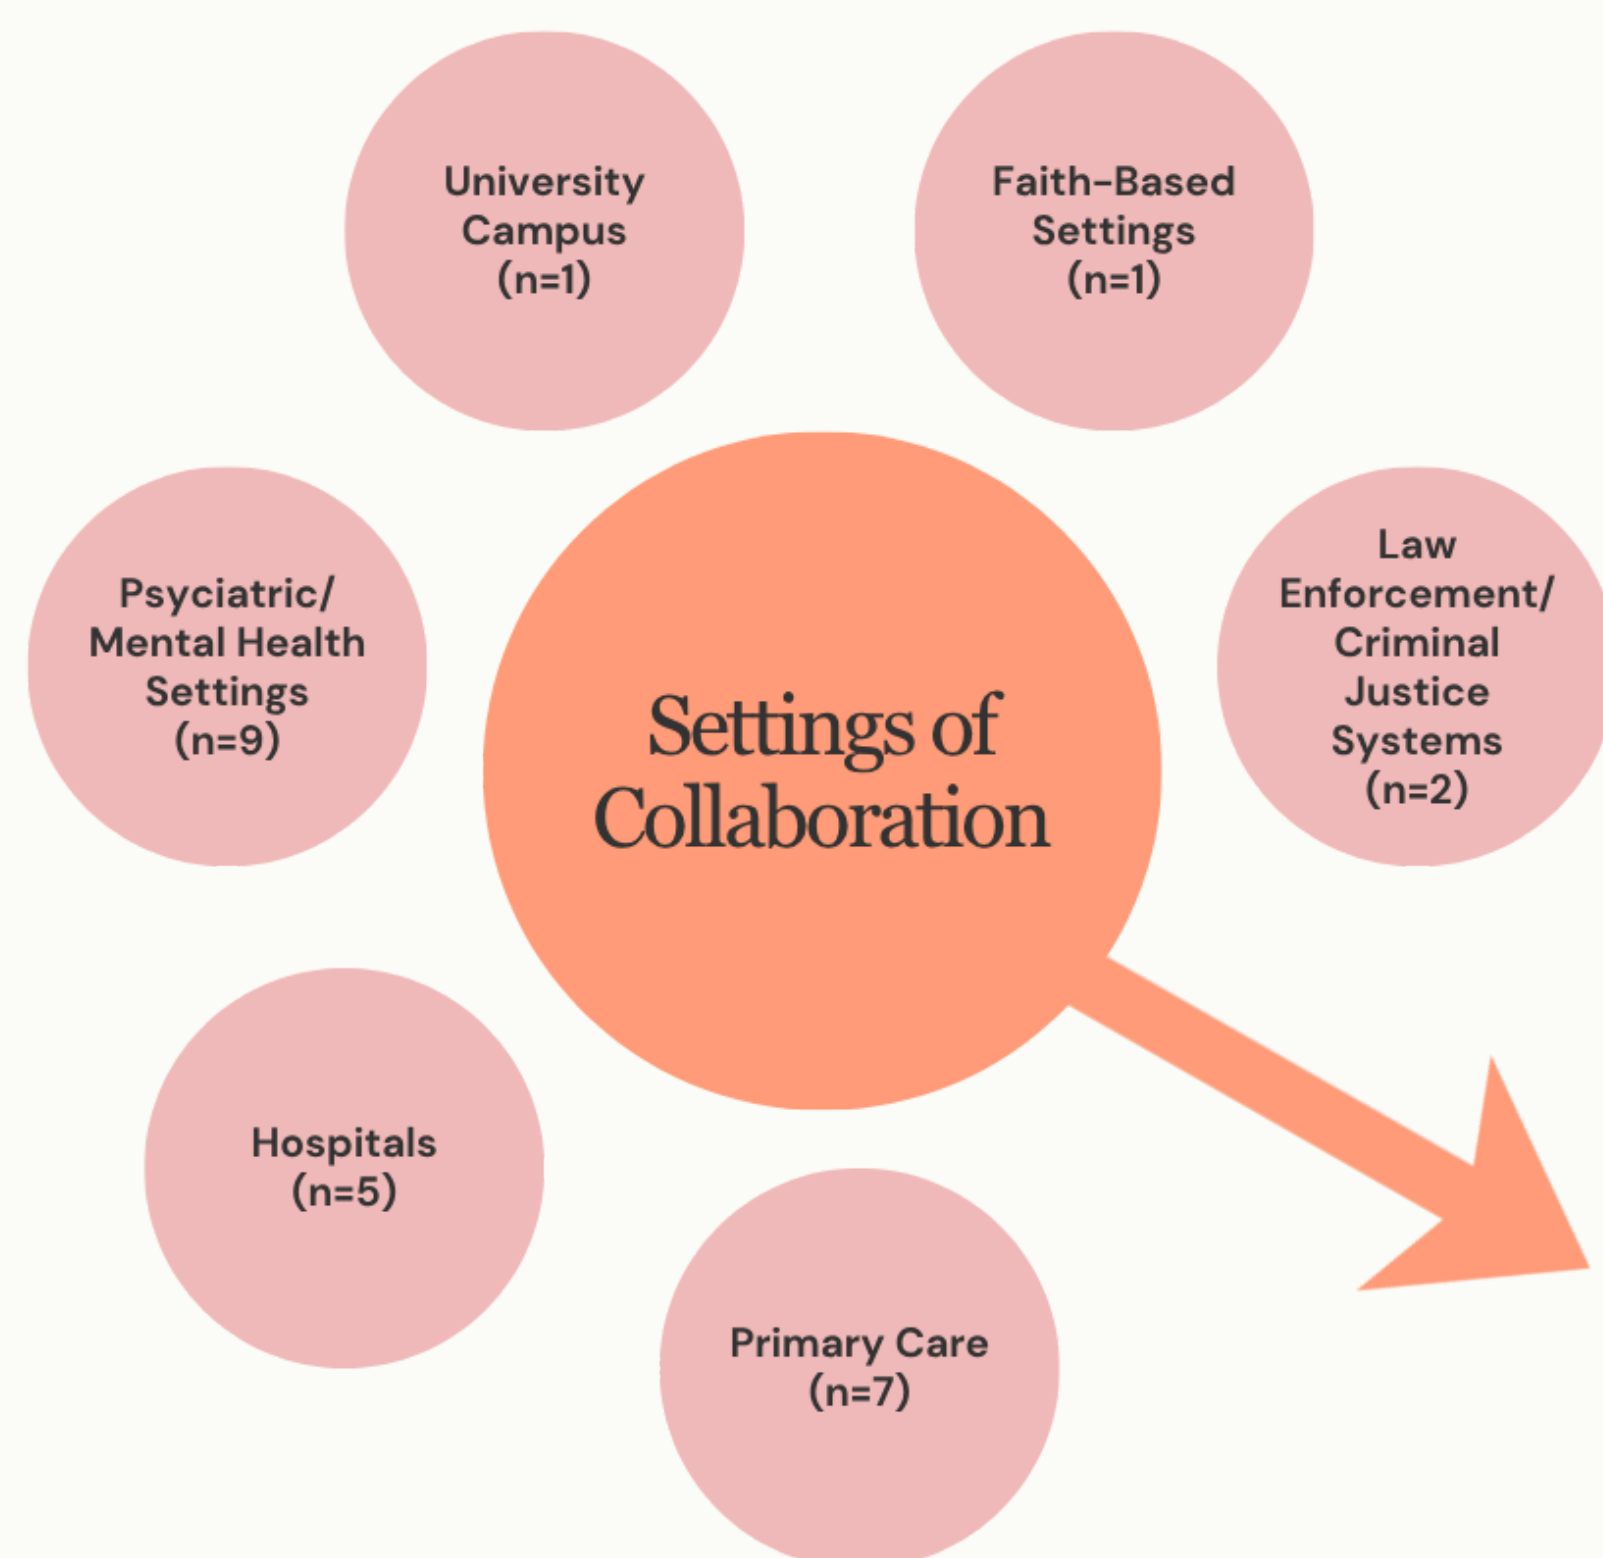 University
Campus
(n=1)
Faith-Based
Settings
(n=1)
Psyciatric/
Mental Health
Settings
(n=9)
Settings of
Collaboration
Law
Enforcement/
Criminal
Justice
Systems
(n=2)
Hospitals
(n=5)
Primary Care
(n=7)